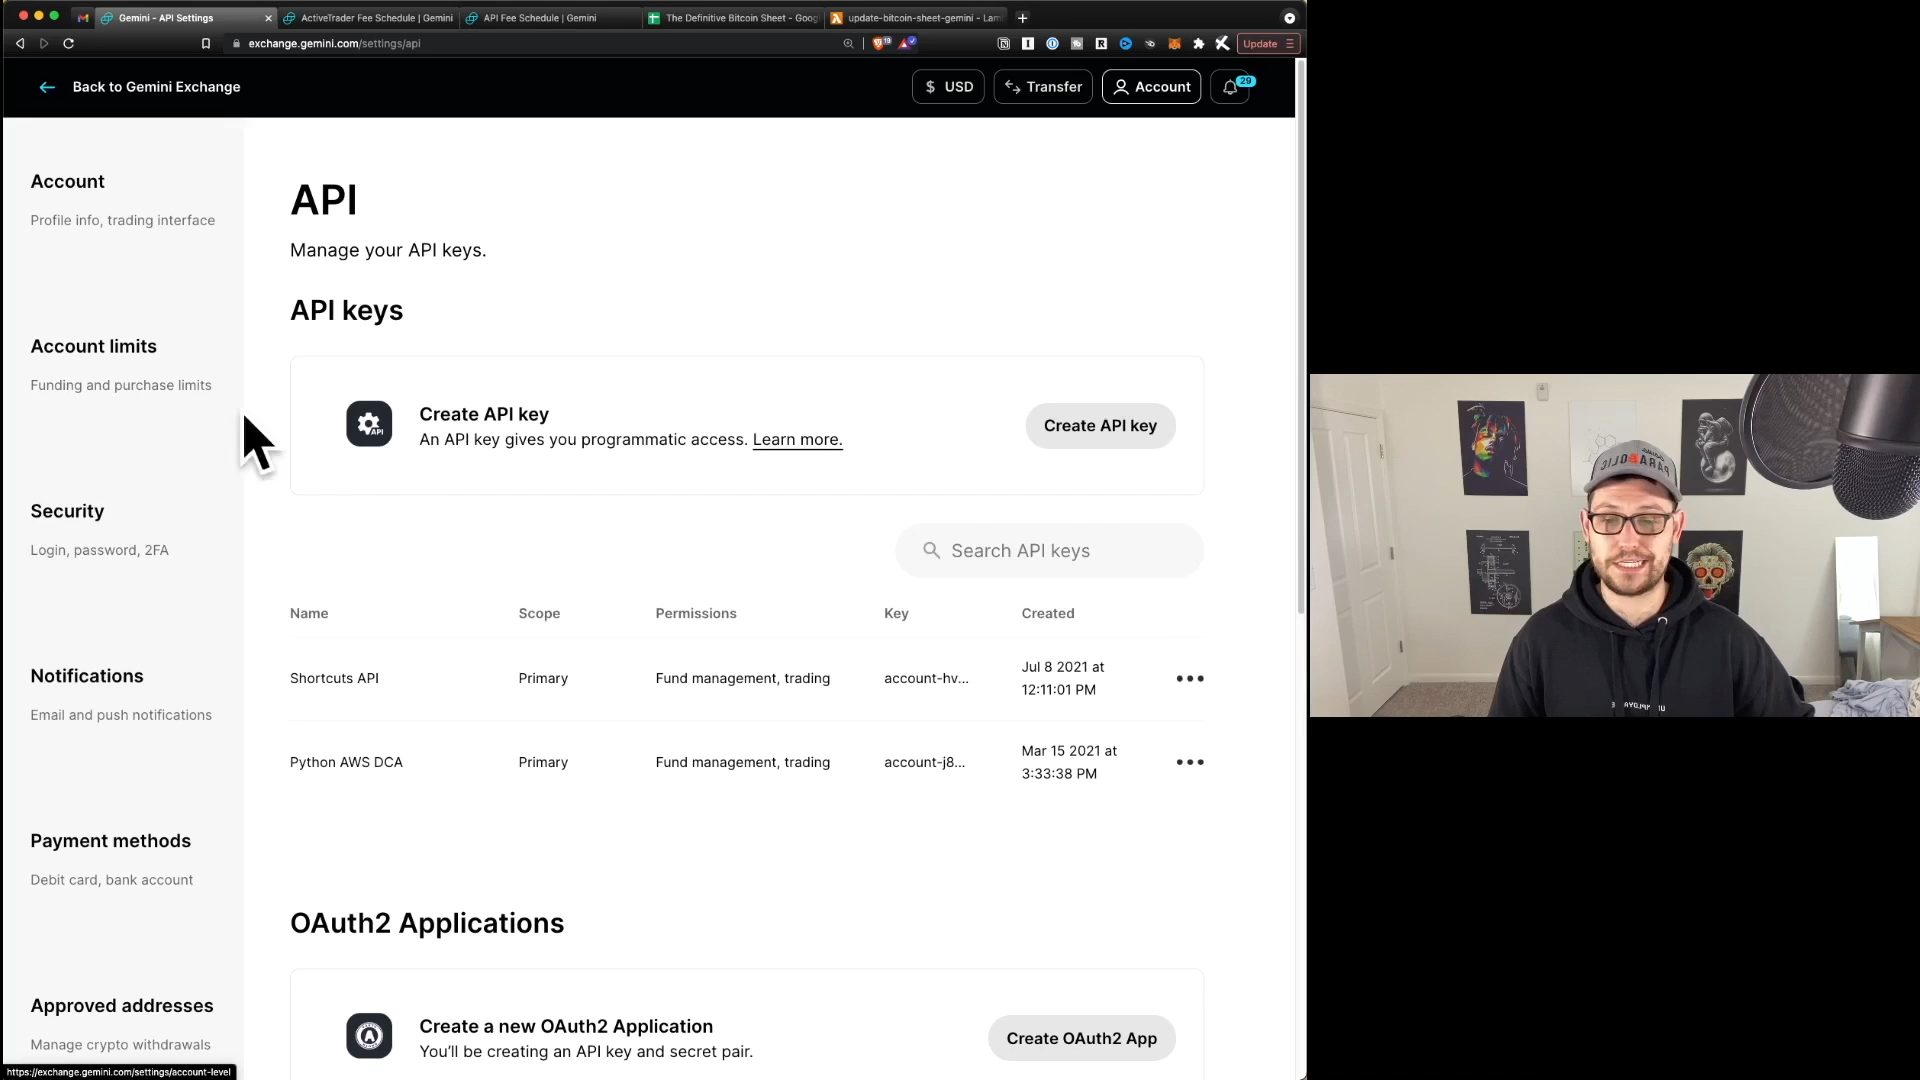 Gemini - API Settings
ActiveTrader Fee Schedule | Gemini
API Fee Schedule | Gemini
The Definitive Bitcoin Sheet - Goog
update-bitcoin-sheet-gemini - Lam
exchange.gemini.com/settings/api
19
Update
Back to Gemini Exchange
$ USD
Transfer
Account
29
Account
Profile info, trading interface
Account limits
Funding and purchase limits
Security
Login, password, 2FA
Notifications
Email and push notifications
Payment methods
Debit card, bank account
Approved addresses
Manage crypto withdrawals
https://exchange.gemini.com/settings/account-level
API
Manage your API keys.
API keys
API
Create API key
An API key gives you programmatic access. Learn more.
Create API key
Search API keys
Name Scope Permissions Key Created
Shortcuts API Primary Fund management, trading account-hv... Jul 8 2021 at
12:11:01 PM
Python AWS DCA Primary Fund management, trading account-j8... Mar 15 2021 at
3:33:38 PM
OAuth2 Applications
Create a new OAuth2 Application
You'll be creating an API key and secret pair.
Create OAuth2 App
PARABOLIC